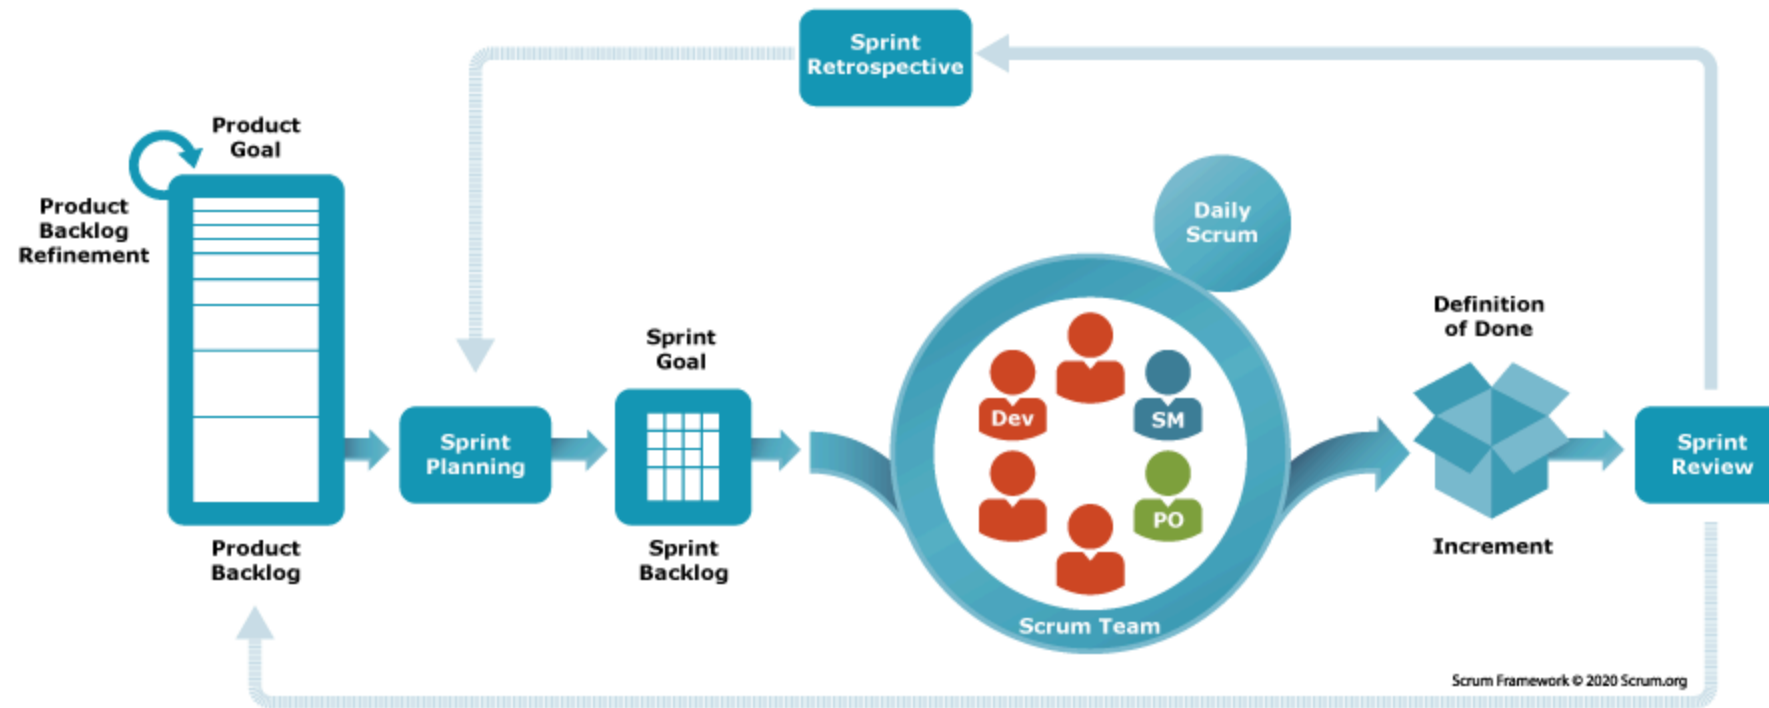 Sprint
Retrospective
Product
Goal
Product
Backlog
Refinement
Daily
Scrum
Definition
of Done
Sprint
Goal
Dev
SM
Sprint
Planning
Sprint
Review
PO
Product
Backlog
Sprint
Backlog
Increment
Scrum Team
Scrum Framework © 2020 Scrum.org